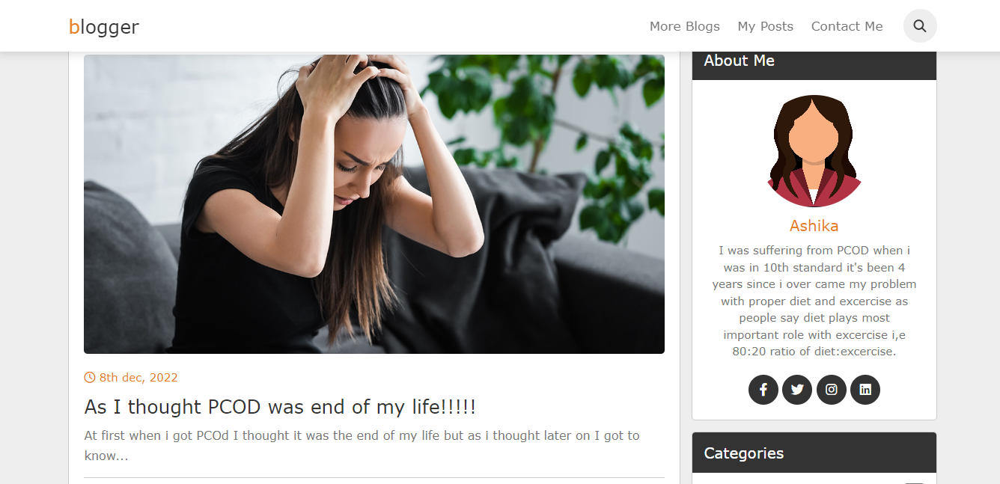 blogger
More Blogs
My Posts
Contact Me
8th dec, 2022
As I thought PCOD was end of my life!!!!!
At first when i got PCOd I thought it was the end of my life but as i thought later on I got to
know...
About Me
Ashika
I was suffering from PCOD when i
was in 10th standard it's been 4
years since i over came my problem
with proper diet and excercise as
people say diet plays most
important role with excercise i,e
80:20 ratio of diet:excercise.
Categories